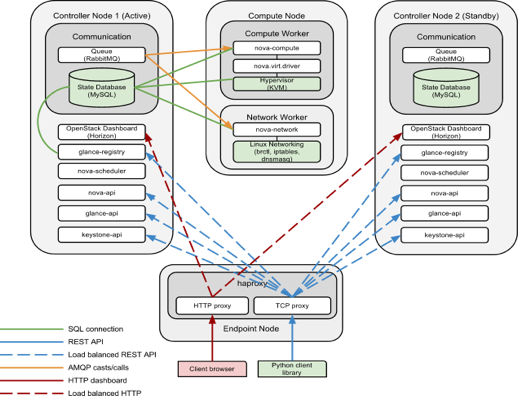 Controller Node 1 (Active)
Communication
Queue
(RabbitMQ)
State Database
(MySQL)
OpenStack Dashboard
(Horizon)
glance-registry
nova-scheduler
nova-api
glance-api
keystone-api
Compute Node
Compute Worker
nova-compute
nova.virt.driver
Hypervisor
(KVM)
Network Worker
nova-network
Linux Networking
(brctl, iptables,
dnsmasq)
Controller Node 2 (Standby)
Communication
Queue
(RabbitMQ)
State Database
(MySQL)
OpenStack Dashboard
(Horizon)
glance-registry
nova-scheduler
nova-api
glance-api
keystone-api
haproxy
HTTP proxy
TCP proxy
Endpoint Node
Client browser
Python client
library
SQL connection
REST API
Load balanced REST API
AMQP casts/calls
HTTP dashboard
Load balanced HTTP